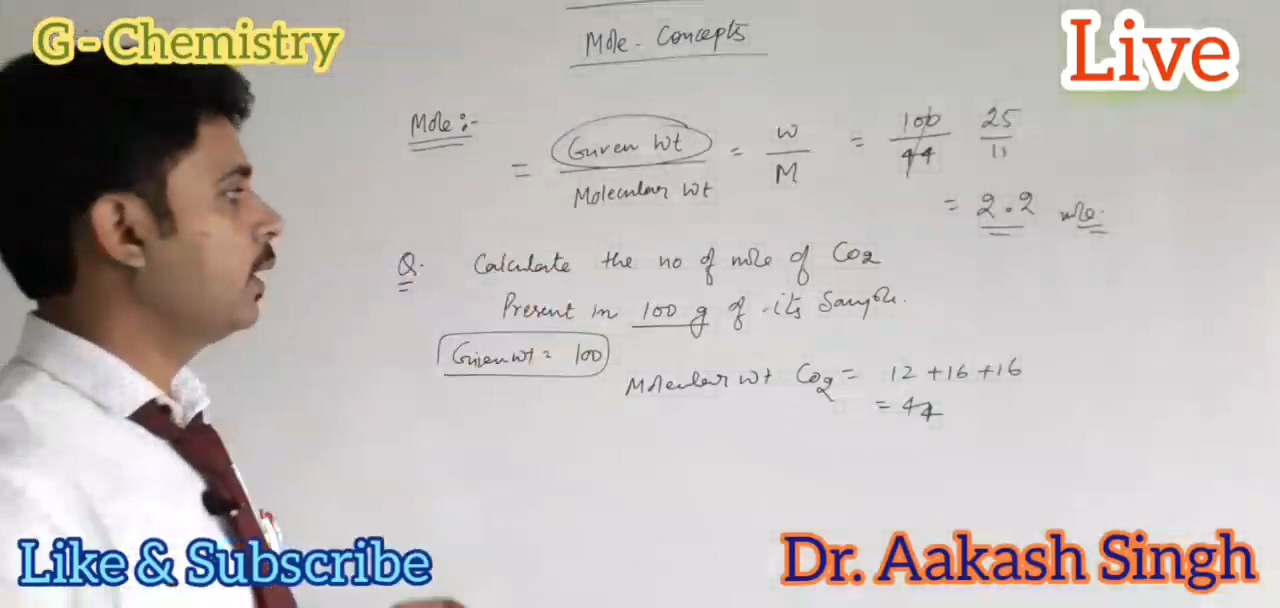 G - Chemistry
Live
Mole - Concepts
Mole :-
= Given Wt / Molecular Wt = W / M = 100 / 44 25 / 11
= 2.2 mole.
Q. Calculate the no of mole of CO2
Present in 100 g of its Sample.
Given wt = 100
Molecular wt CO2 = 12 + 16 + 16
= 44
Like & Subscribe
Dr. Aakash Singh